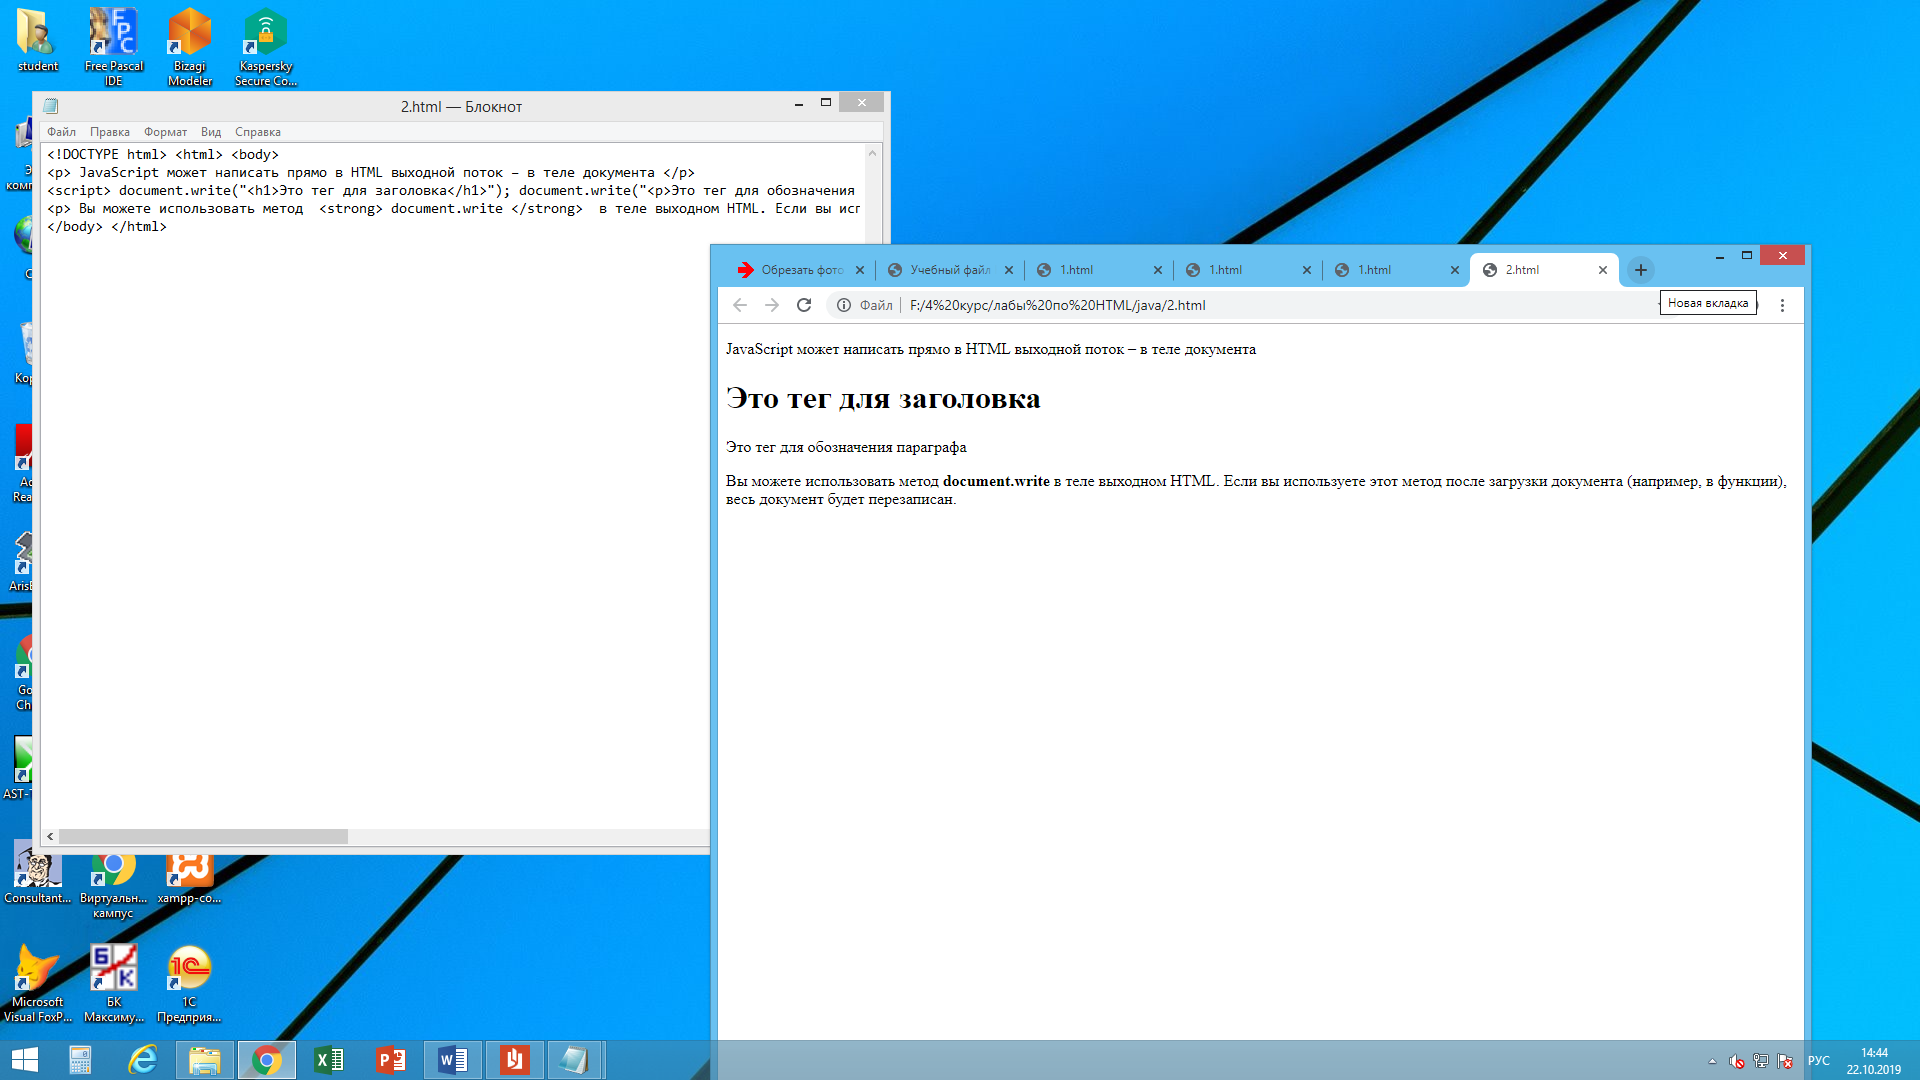 student
Free Pascal
IDE
Bizagi
Modeler
Kaspersky
Secure Co...
2.html — Блокнот
Файл Правка Формат Вид Справка
<!DOCTYPE html> <html> <body>
<p> JavaScript может написать прямо в HTML выходной поток – в теле документа </p>
<script> document.write("<h1>Это тег для заголовка</h1>"); document.write("<p>Это тег для обозначения
<p> Вы можете использовать метод  <strong> document.write </strong>  в теле выходном HTML. Если вы исп
</body> </html>
Обрезать фото
Учебный файл
1.html
1.html
1.html
2.html
Файл
F:/4%20курс/лабы%20по%20HTML/java/2.html
Новая вкладка
JavaScript может написать прямо в HTML выходной поток – в теле документа
Это тег для заголовка
Это тег для обозначения параграфа
Вы можете использовать метод document.write в теле выходном HTML. Если вы используете этот метод после загрузки документа (например, в функции),
весь документ будет перезаписан.
Consultant...
Виртуальн...
кампус
xampp-co...
Microsoft
Visual FoxP...
БК
Максиму...
1С
Предприя...
РУС
14:44
22.10.2019